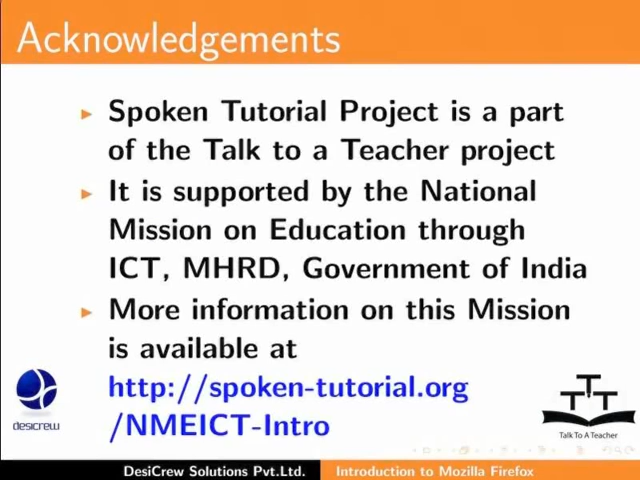 Acknowledgements
Spoken Tutorial Project is a part
of the Talk to a Teacher project
It is supported by the National
Mission on Education through
ICT, MHRD, Government of India
More information on this Mission
is available at
http://spoken-tutorial.org
/NMEICT-Intro
desicrew
TTT
Talk To A Teacher
DesiCrew Solutions Pvt.Ltd.
Introduction to Mozilla Firefox